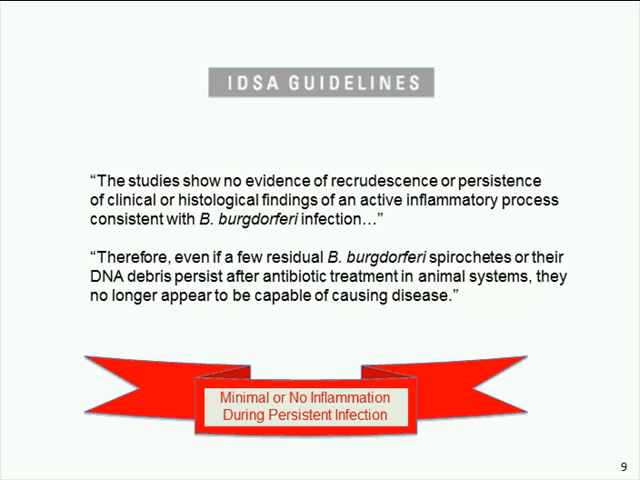 IDSA GUIDELINES
“The studies show no evidence of recrudescence or persistence
of clinical or histological findings of an active inflammatory process
consistent with B. burgdorferi infection…”
“Therefore, even if a few residual B. burgdorferi spirochetes or their
DNA debris persist after antibiotic treatment in animal systems, they
no longer appear to be capable of causing disease.”
Minimal or No Inflammation
During Persistent Infection
9